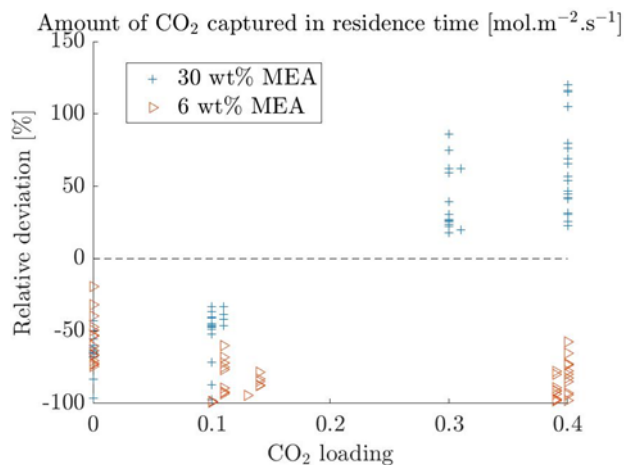 Amount of CO₂ captured in residence time [mol.m⁻².s⁻¹]
150
100
50
0
-50
-100
Relative deviation [%]
30 wt% MEA
6 wt% MEA
0 0.1 0.2 0.3 0.4
CO₂ loading